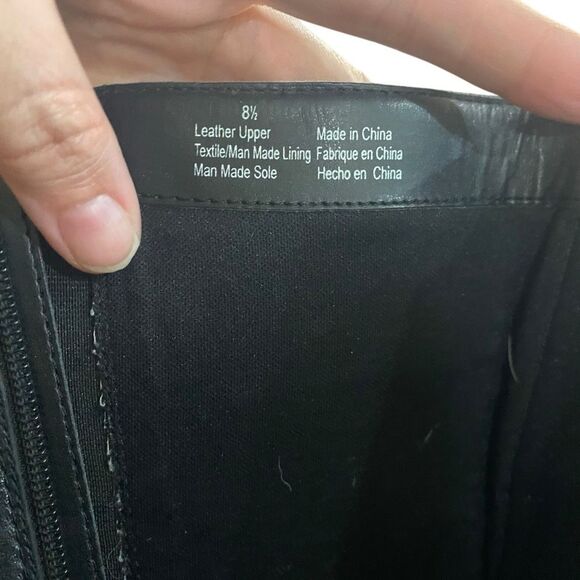 8½
Leather Upper Made in China
Textile/Man Made Lining Fabrique en China
Man Made Sole Hecho en China